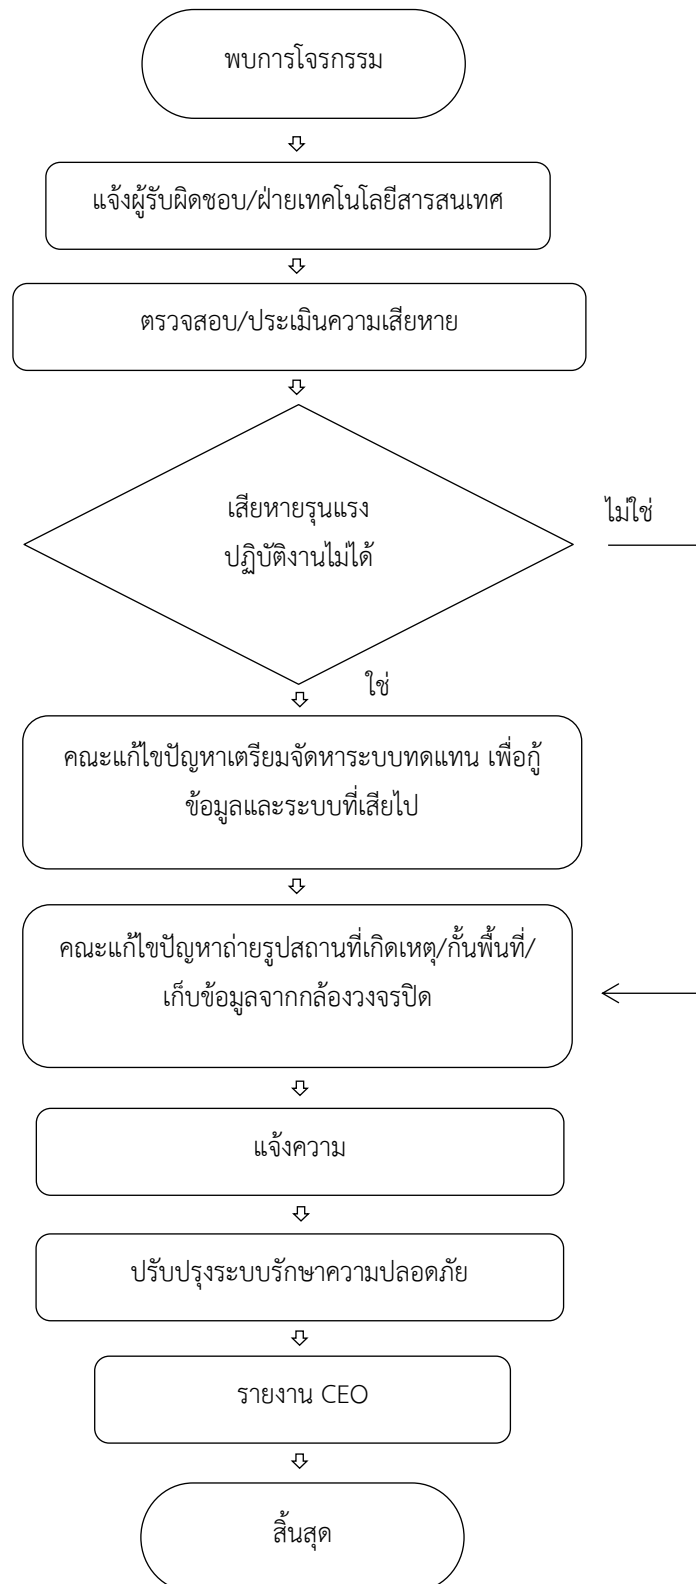 พบการโจรกรรม
แจ้งผู้รับผิดชอบ/ฝ่ายเทคโนโลยีสารสนเทศ
ตรวจสอบ/ประเมินความเสียหาย
เสียหายรุนแรง
ปฏิบัติงานไม่ได้
ไม่ใช่
ใช่
คณะแก้ไขปัญหาเตรียมจัดหาระบบทดแทน เพื่อกู้
ข้อมูลและระบบที่เสียไป
คณะแก้ไขปัญหาถ่ายรูปสถานที่เกิดเหตุ/กั้นพื้นที่/
เก็บข้อมูลจากกล้องวงจรปิด
แจ้งความ
ปรับปรุงระบบรักษาความปลอดภัย
รายงาน CEO
สิ้นสุด